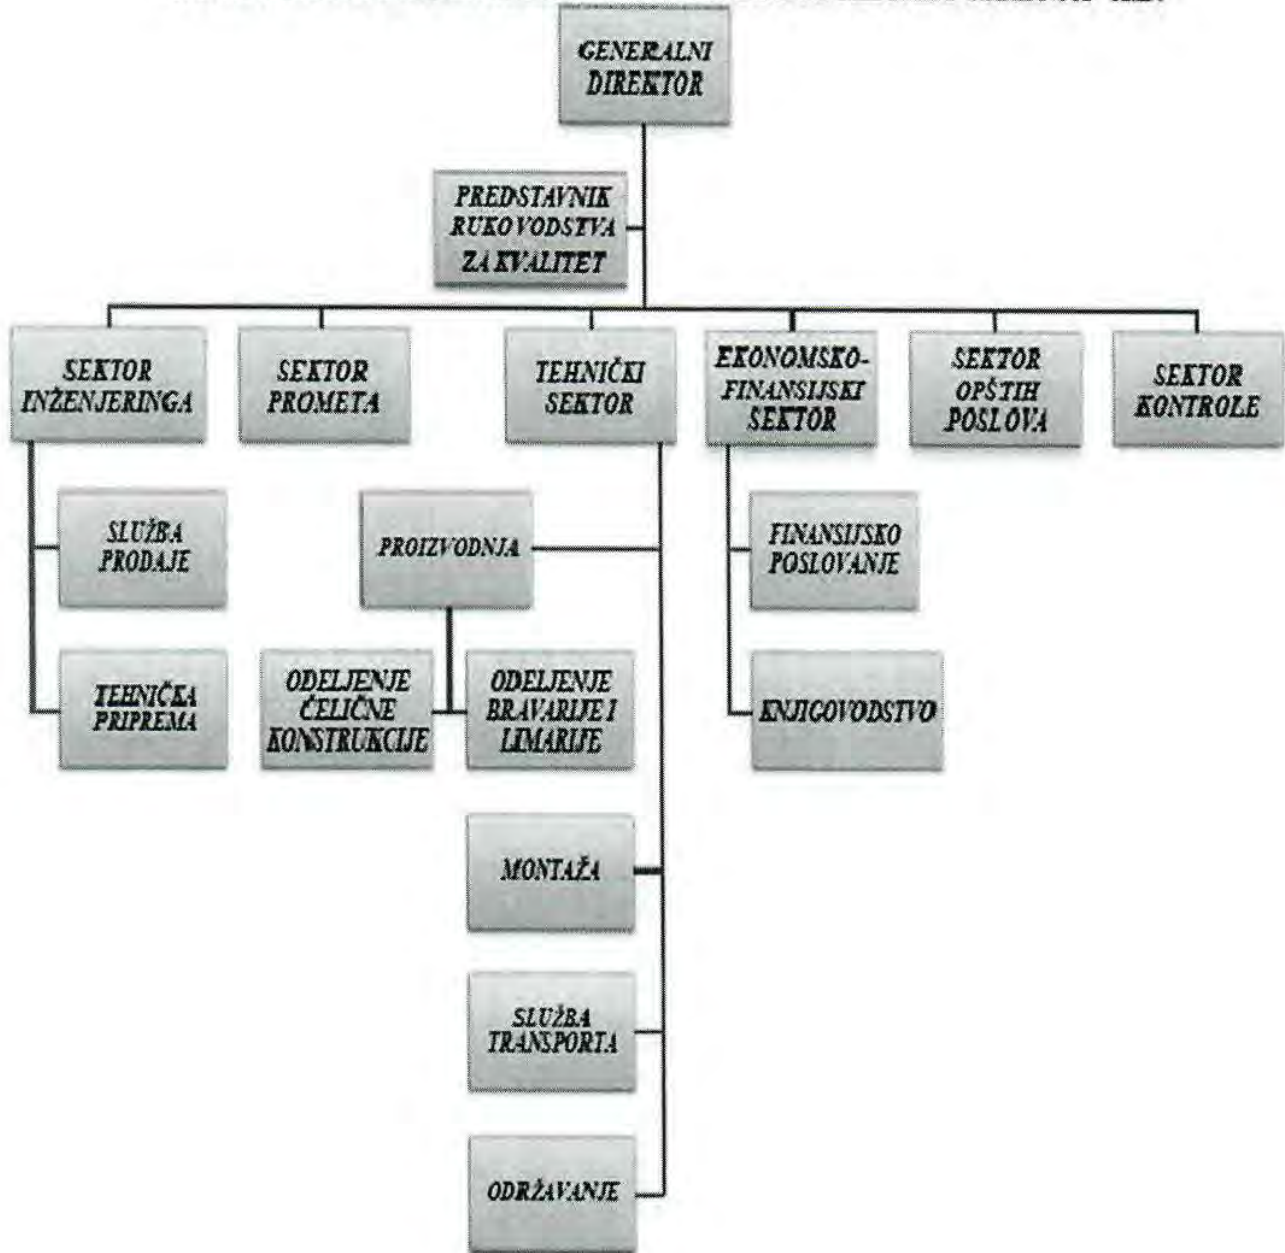 GENERALNI
DIREKTOR
PREDSTAVNIK
RUKOVODSTVA
ZA KVALITET
SEKTOR
INŽENJERINGA
SEKTOR
PROMETA
TEHNIČKI
SEKTOR
EKONOMSKO-
FINANSIJSKI
SEKTOR
SEKTOR
OPŠTIH
POSLOVA
SEKTOR
KONTROLE
SLUŽBA
PRODAJE
PROIZVODNJA
FINANSIJSKO
POSLOVANJE
TEHNIČKA
PRIPREMA
ODELJENJE
ČELIČNE
KONSTRUKCIJE
ODELJENJE
BRAVARIJE I
LIMARIJE
KNJIGOVODSTVO
MONTAŽA
SLUŽBA
TRANSPORTA
ODRŽAVANJE